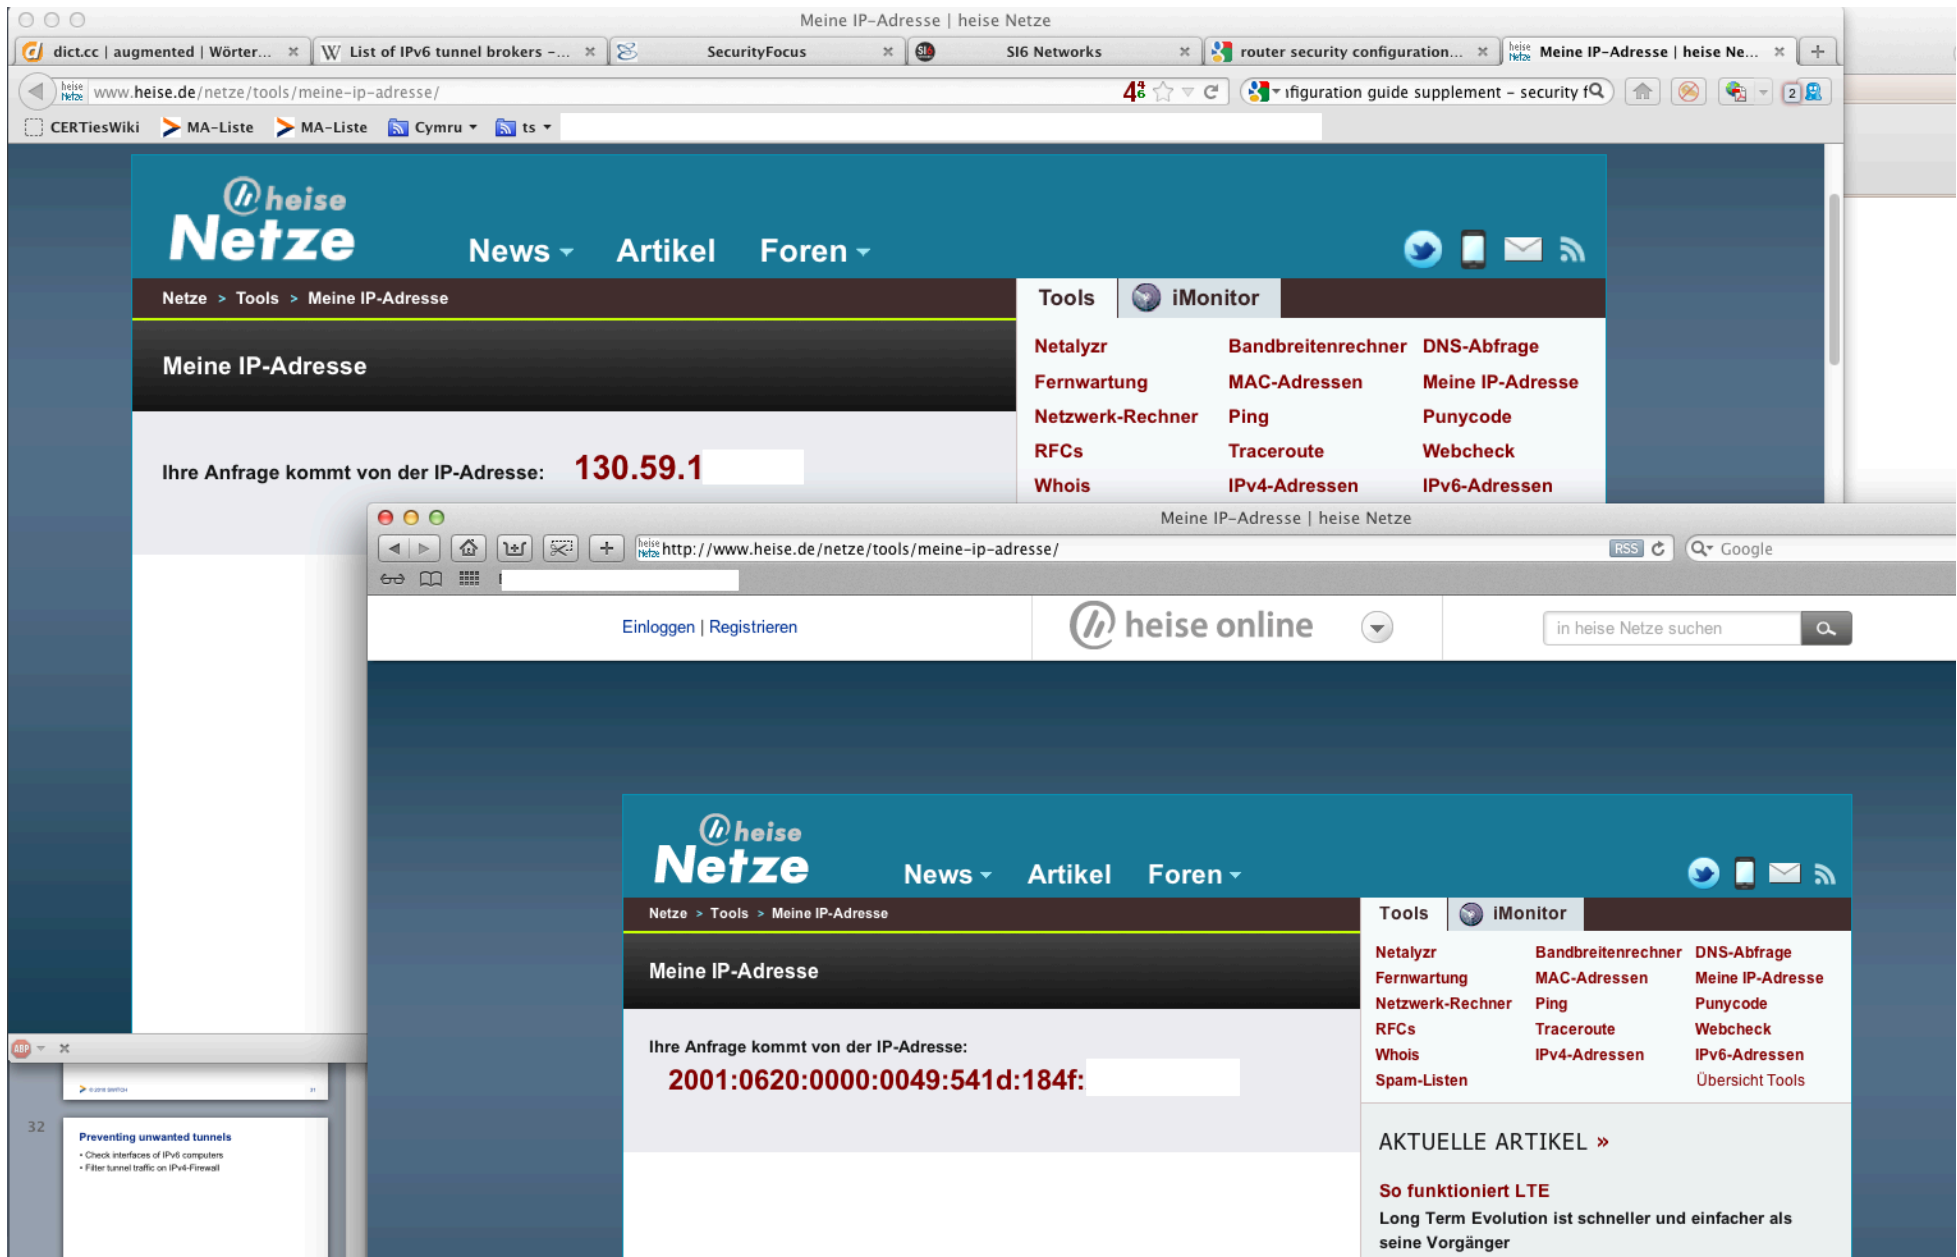 Meine IP-Adresse | heise Netze
dict.cc | augmented | Wörter...
List of IPv6 tunnel brokers - ...
SecurityFocus
SI6 Networks
router security configuration...
Meine IP-Adresse | heise Ne...
www.heise.de/netze/tools/meine-ip-adresse/
figuration guide supplement - security f
2
CERTiesWiki
MA-Liste
MA-Liste
Cymru
ts
heise
Netze
News
Artikel
Foren
Netze > Tools > Meine IP-Adresse
Tools
iMonitor
Meine IP-Adresse
Netalyzr
Bandbreitenrechner
DNS-Abfrage
Fernwartung
MAC-Adressen
Meine IP-Adresse
Netzwerk-Rechner
Ping
Punycode
RFCs
Traceroute
Webcheck
Whois
IPv4-Adressen
IPv6-Adressen
Ihre Anfrage kommt von der IP-Adresse: 130.59.1
Meine IP-Adresse | heise Netze
http://www.heise.de/netze/tools/meine-ip-adresse/
RSS
Google
Einloggen | Registrieren
heise online
in heise Netze suchen
heise
Netze
News
Artikel
Foren
Netze > Tools > Meine IP-Adresse
Tools
iMonitor
Meine IP-Adresse
Netalyzr
Bandbreitenrechner
DNS-Abfrage
Fernwartung
MAC-Adressen
Meine IP-Adresse
Netzwerk-Rechner
Ping
Punycode
RFCs
Traceroute
Webcheck
Whois
IPv4-Adressen
IPv6-Adressen
Spam-Listen
Übersicht Tools
Ihre Anfrage kommt von der IP-Adresse:
2001:0620:0000:0049:541d:184f:
AKTUELLE ARTIKEL »
So funktioniert LTE
Long Term Evolution ist schneller und einfacher als
seine Vorgänger
ABP
31
32
Preventing unwanted tunnels
• Check interfaces of IPv6 computers
• Filter tunnel traffic on IPv4-Firewall